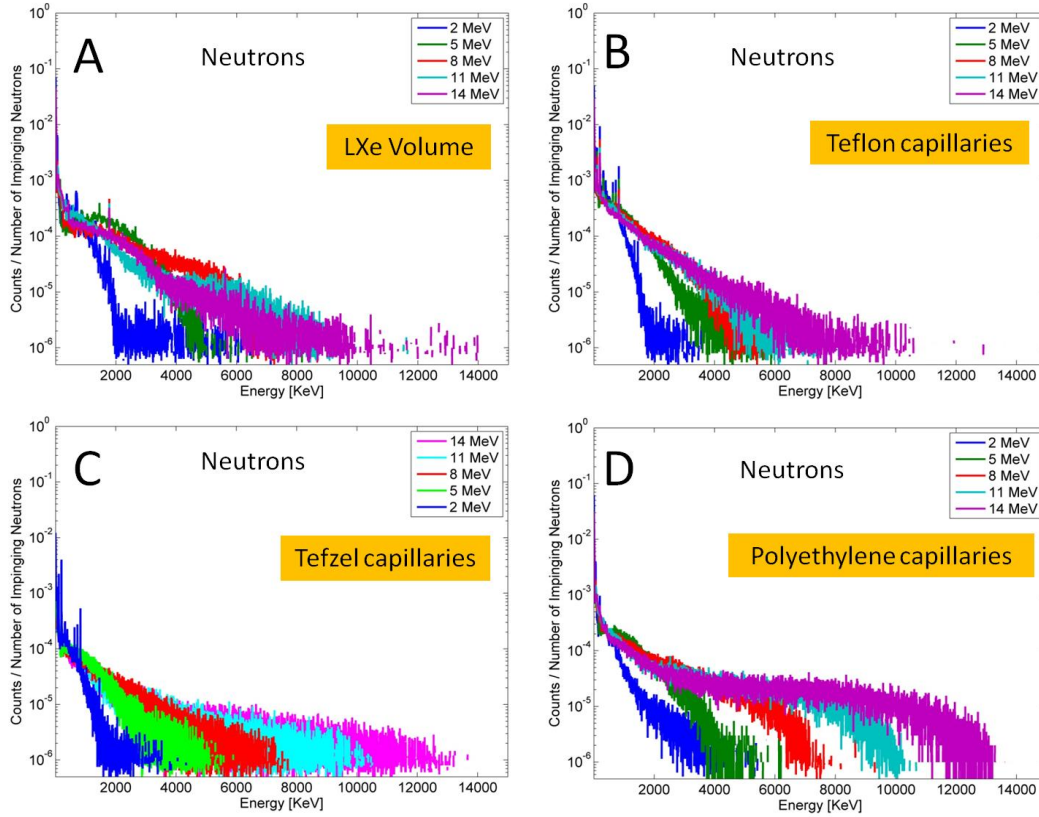 A
Neutrons
LXe Volume
2 MeV
5 MeV
8 MeV
11 MeV
14 MeV
10^0
10^-1
10^-2
10^-3
10^-4
10^-5
10^-6
Counts / Number of Impinging Neutrons
2000 4000 6000 8000 10000 12000 14000
Energy [KeV]
B
Neutrons
Teflon capillaries
2 MeV
5 MeV
8 MeV
11 MeV
14 MeV
10^0
10^-1
10^-2
10^-3
10^-4
10^-5
10^-6
Counts / Number of Impinging Neutrons
2000 4000 6000 8000 10000 12000 14000
Energy [KeV]
C
Neutrons
Tefzel capillaries
14 MeV
11 MeV
8 MeV
5 MeV
2 MeV
10^0
10^-1
10^-2
10^-3
10^-4
10^-5
10^-6
Counts / Number of Impinging Neutrons
2000 4000 6000 8000 10000 12000 14000
Energy [KeV]
D
Neutrons
Polyethylene capillaries
2 MeV
5 MeV
8 MeV
11 MeV
14 MeV
10^0
10^-1
10^-2
10^-3
10^-4
10^-5
10^-6
Counts / Number of Impinging Neutrons
2000 4000 6000 8000 10000 12000 14000
Energy [KeV]